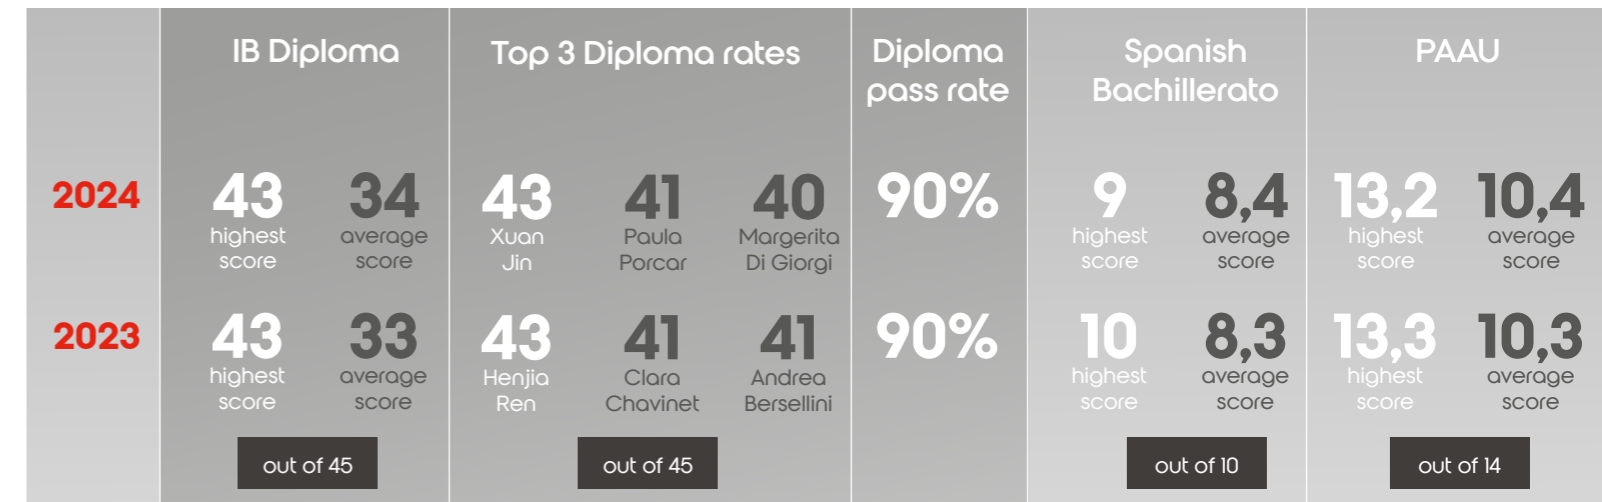 IB Diploma
Top 3 Diploma rates
Diploma
pass rate
Spanish
Bachillerato
PAAU
2024
43
highest
score
34
average
score
43
Xuan
Jin
41
Paula
Porcar
40
Margerita
Di Giorgi
90%
9
highest
score
8,4
average
score
13,2
highest
score
10,4
average
score
2023
43
highest
score
33
average
score
43
Henjia
Ren
41
Clara
Chavinet
41
Andrea
Bersellini
90%
10
highest
score
8,3
average
score
13,3
highest
score
10,3
average
score
out of 45
out of 45
out of 10
out of 14